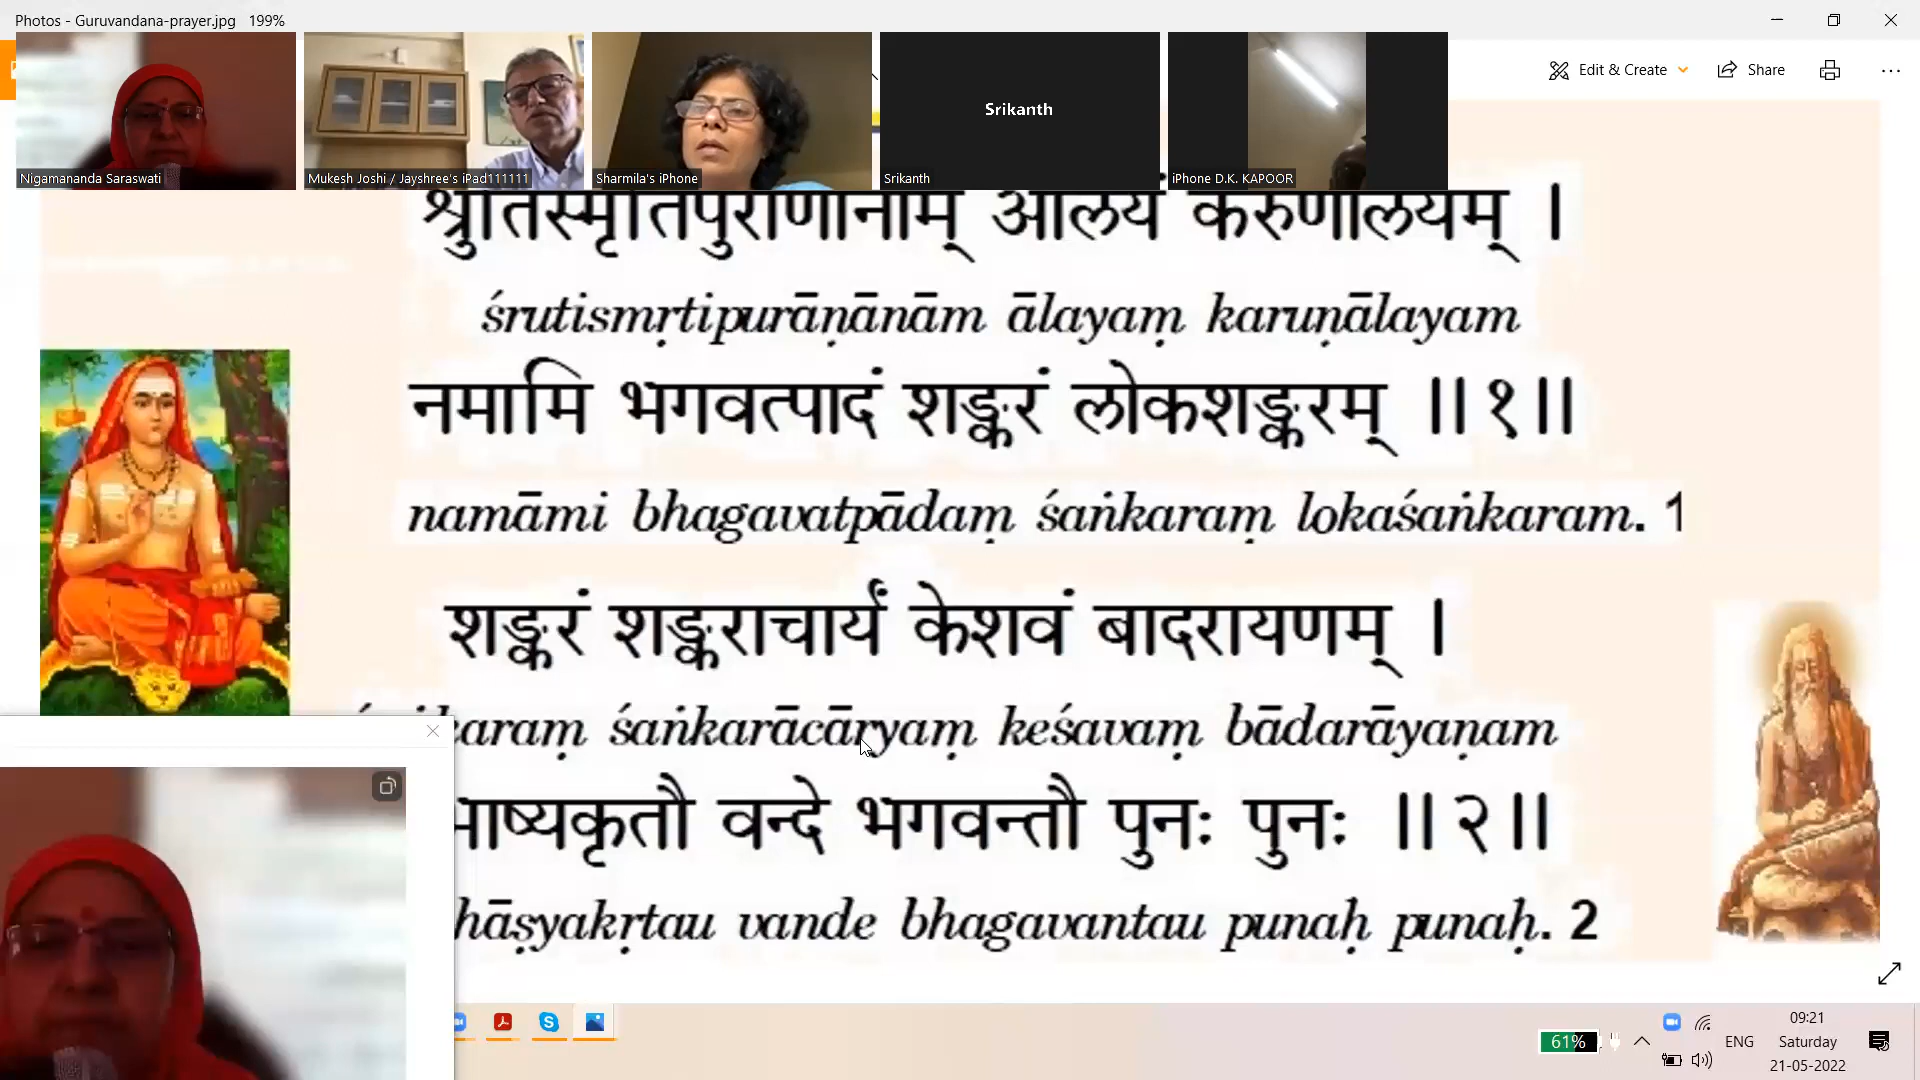 Photos - Guruvandana-prayer.jpg 199%
Edit & Create Share
Srikanth
Nigamananda Saraswati
Mukesh Joshi / Jayshree's iPad111111
Sharmila's iPhone
Srikanth
iPhone D.K. KAPOOR
श्रुतिस्मृतिपुराणानाम् आलयं करुणालयम् ।
śrutismṛtipurāṇānām ālayaṃ karuṇālayam
नमामि भगवत्पादं शङ्करं लोकशङ्करम् ॥१॥
namāmi bhagavatpādaṃ śaṅkaraṃ lokaśaṅkaram. 1
शङ्करं शङ्कराचार्यं केशवं बादरायणम् ।
śaṅkarācāryaṃ keśavaṃ bādarāyaṇam
वन्दे भगवन्तौ पुनः पुनः ॥२॥
vande bhagavantau punaḥ punaḥ. 2
61%
ENG
09:21
Saturday
21-05-2022